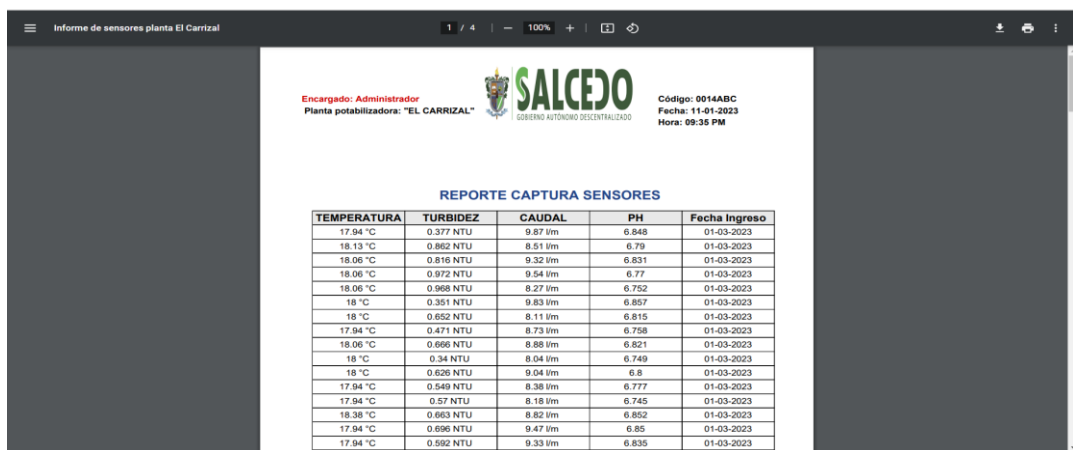 Informe de sensores planta El Carrizal
1 / 4 | — 100% + |
Encargado: Administrador
Planta potabilizadora: "EL CARRIZAL"
SALCEDO
GOBIERNO AUTÓNOMO DESCENTRALIZADO
Código: 0014ABC
Fecha: 11-01-2023
Hora: 09:35 PM
REPORTE CAPTURA SENSORES
TEMPERATURA TURBIDEZ CAUDAL PH Fecha Ingreso
17.94 °C 0.377 NTU 9.87 l/m 6.848 01-03-2023
18.13 °C 0.862 NTU 8.51 l/m 6.79 01-03-2023
18.06 °C 0.816 NTU 9.32 l/m 6.831 01-03-2023
18.06 °C 0.972 NTU 9.54 l/m 6.77 01-03-2023
18.06 °C 0.968 NTU 8.27 l/m 6.752 01-03-2023
18 °C 0.351 NTU 9.83 l/m 6.857 01-03-2023
18 °C 0.652 NTU 8.11 l/m 6.815 01-03-2023
17.94 °C 0.471 NTU 8.73 l/m 6.758 01-03-2023
18.06 °C 0.666 NTU 8.88 l/m 6.821 01-03-2023
18 °C 0.34 NTU 8.04 l/m 6.749 01-03-2023
18 °C 0.626 NTU 9.04 l/m 6.8 01-03-2023
17.94 °C 0.549 NTU 8.38 l/m 6.777 01-03-2023
17.94 °C 0.57 NTU 8.18 l/m 6.745 01-03-2023
18.38 °C 0.663 NTU 8.82 l/m 6.852 01-03-2023
17.94 °C 0.696 NTU 9.47 l/m 6.85 01-03-2023
17.94 °C 0.592 NTU 9.33 l/m 6.835 01-03-2023